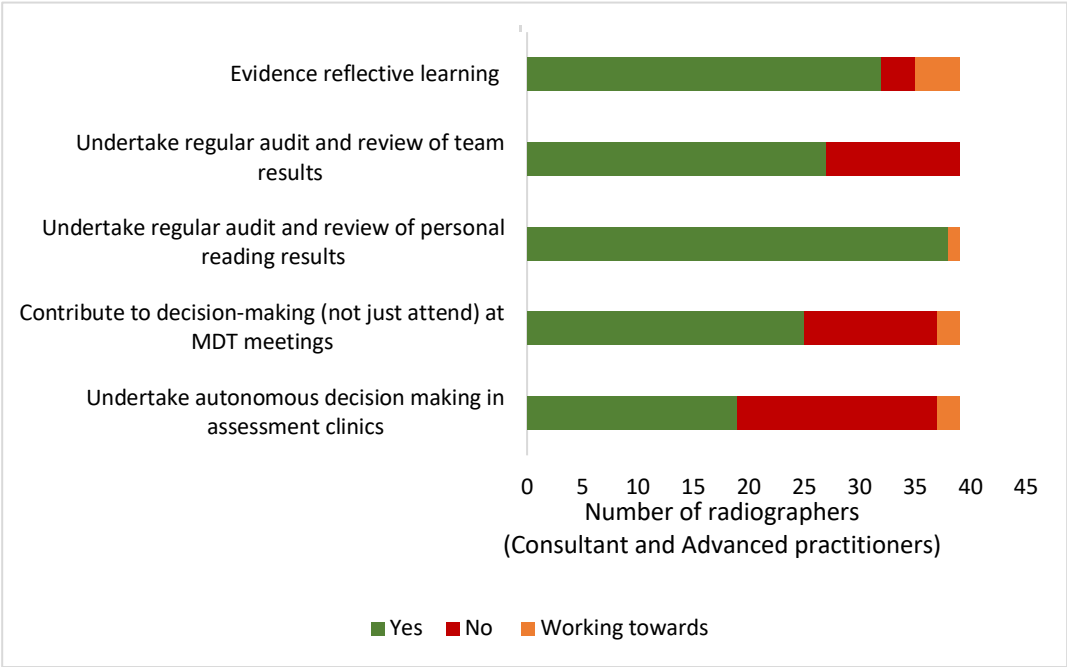 Evidence reflective learning
Undertake regular audit and review of team
results
Undertake regular audit and review of personal
reading results
Contribute to decision-making (not just attend) at
MDT meetings
Undertake autonomous decision making in
assessment clinics
0 5 10 15 20 25 30 35 40 45
Number of radiographers
(Consultant and Advanced practitioners)
Yes No Working towards